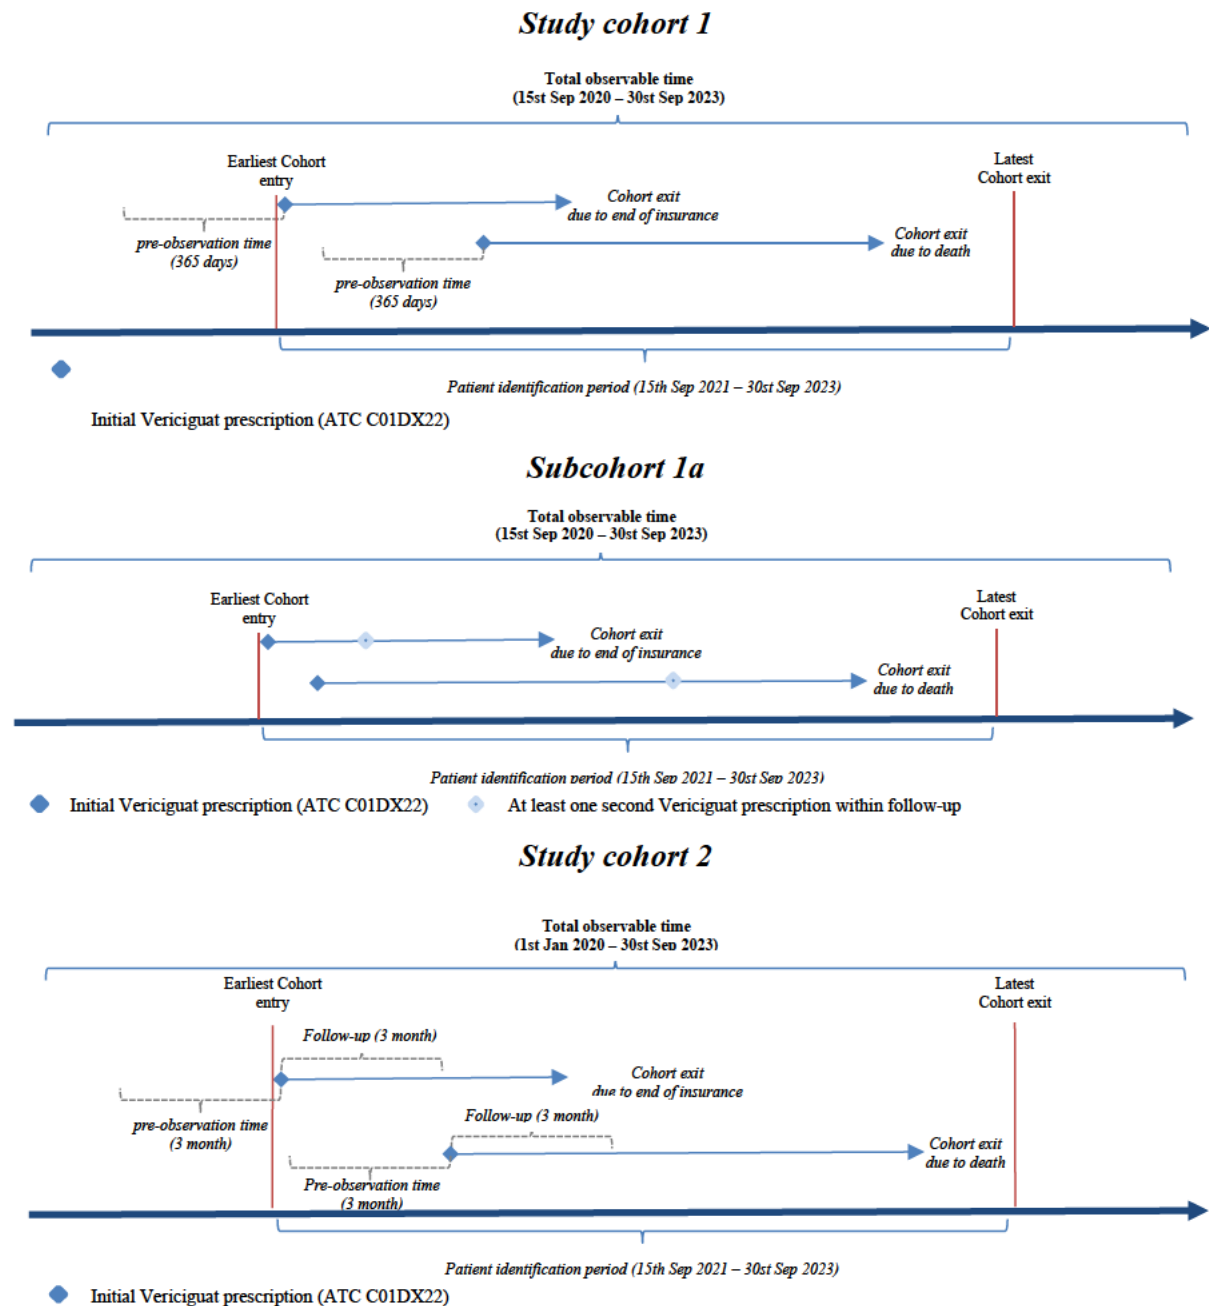 Study cohort 1
Total observable time
(15st Sep 2020 – 30st Sep 2023)
Earliest Cohort
entry
Latest
Cohort exit
Cohort exit
due to end of insurance
pre-observation time
(365 days)
Cohort exit
due to death
pre-observation time
(365 days)
Patient identification period (15th Sep 2021 – 30st Sep 2023)
Initial Vericiguat prescription (ATC C01DX22)
Subcohort 1a
Total observable time
(15st Sep 2020 – 30st Sep 2023)
Earliest Cohort
entry
Latest
Cohort exit
Cohort exit
due to end of insurance
Cohort exit
due to death
Patient identification period (15th Sep 2021 – 30st Sep 2023)
Initial Vericiguat prescription (ATC C01DX22)
At least one second Vericiguat prescription within follow-up
Study cohort 2
Total observable time
(1st Jan 2020 – 30st Sep 2023)
Earliest Cohort
entry
Latest
Cohort exit
Follow-up (3 month)
Cohort exit
due to end of insurance
pre-observation time
(3 month)
Follow-up (3 month)
Cohort exit
due to death
Pre-observation time
(3 month)
Patient identification period (15th Sep 2021 – 30st Sep 2023)
Initial Vericiguat prescription (ATC C01DX22)